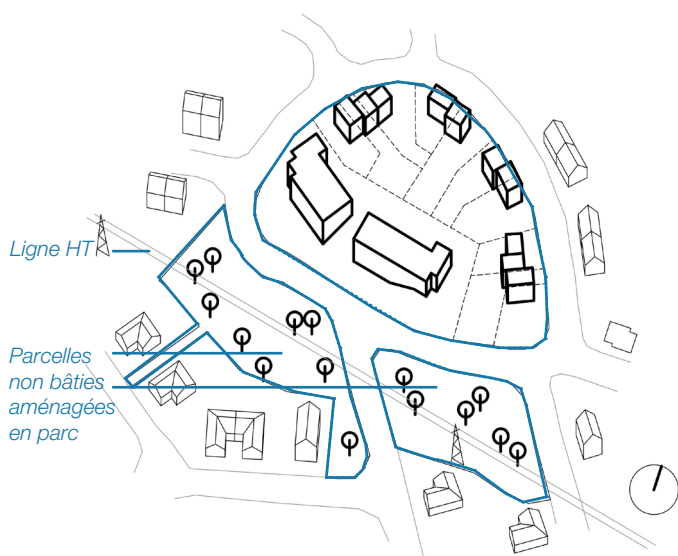 Ligne HT
Parcelles
non bâties
aménagées
en parc